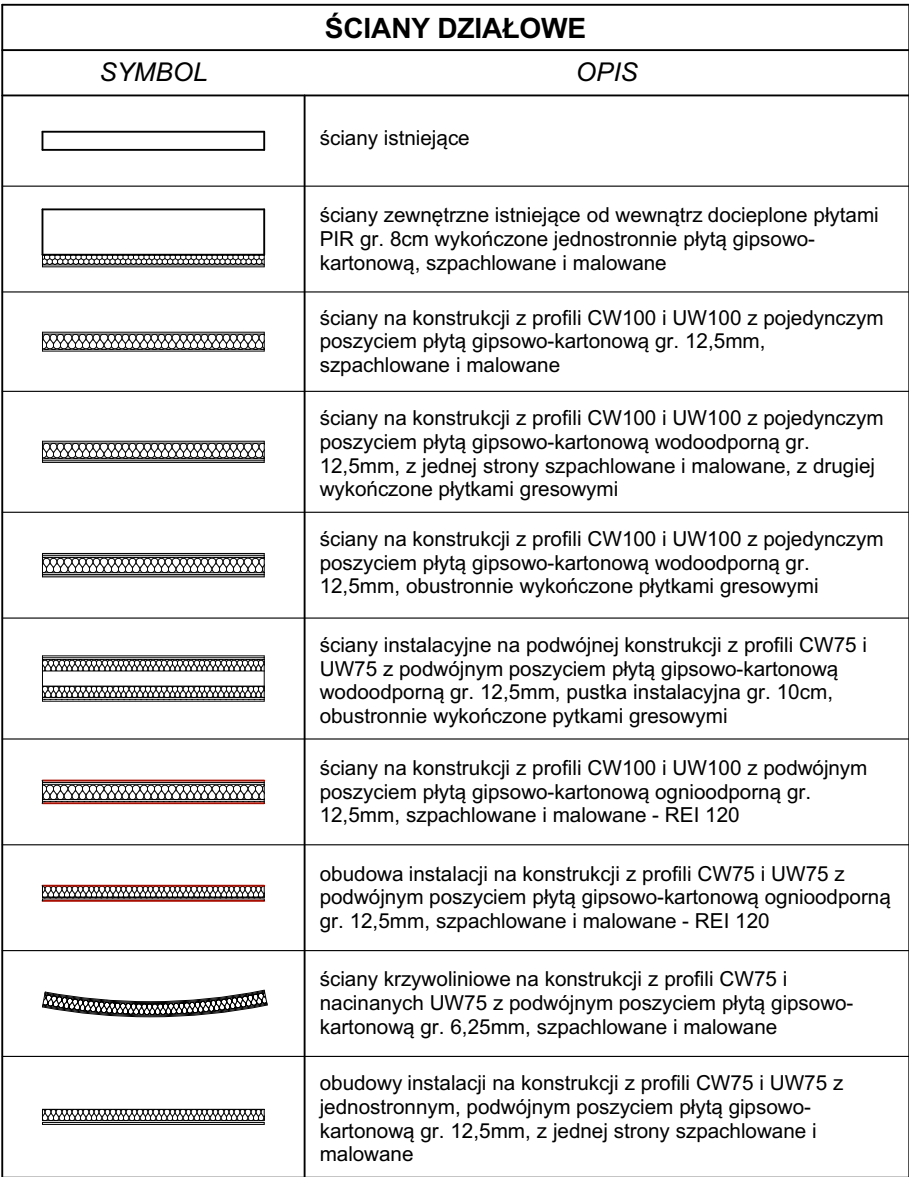 ŚCIANY DZIAŁOWE
SYMBOL
OPIS
ściany istniejące
ściany zewnętrzne istniejące od wewnątrz docieplone płytami
PIR gr. 8cm wykończone jednostronnie płytą gipsowo-
kartonową, szpachlowane i malowane
ściany na konstrukcji z profili CW100 i UW100 z pojedynczym
poszyciem płytą gipsowo-kartonową gr. 12,5mm,
szpachlowane i malowane
ściany na konstrukcji z profili CW100 i UW100 z pojedynczym
poszyciem płytą gipsowo-kartonową wodoodporną gr.
12,5mm, z jednej strony szpachlowane i malowane, z drugiej
wykończone płytkami gresowymi
ściany na konstrukcji z profili CW100 i UW100 z pojedynczym
poszyciem płytą gipsowo-kartonową wodoodporną gr.
12,5mm, obustronnie wykończone płytkami gresowymi
ściany instalacyjne na podwójnej konstrukcji z profili CW75 i
UW75 z podwójnym poszyciem płytą gipsowo-kartonową
wodoodporną gr. 12,5mm, pustka instalacyjna gr. 10cm,
obustronnie wykończone pytkami gresowymi
ściany na konstrukcji z profili CW100 i UW100 z podwójnym
poszyciem płytą gipsowo-kartonową ognioodporną gr.
12,5mm, szpachlowane i malowane - REI 120
obudowa instalacji na konstrukcji z profili CW75 i UW75 z
podwójnym poszyciem płytą gipsowo-kartonową ognioodporną
gr. 12,5mm, szpachlowane i malowane - REI 120
ściany krzywoliniowe na konstrukcji z profili CW75 i
nacinanych UW75 z podwójnym poszyciem płytą gipsowo-
kartonową gr. 6,25mm, szpachlowane i malowane
obudowy instalacji na konstrukcji z profili CW75 i UW75 z
jednostronnym, podwójnym poszyciem płytą gipsowo-
kartonową gr. 12,5mm, z jednej strony szpachlowane i
malowane